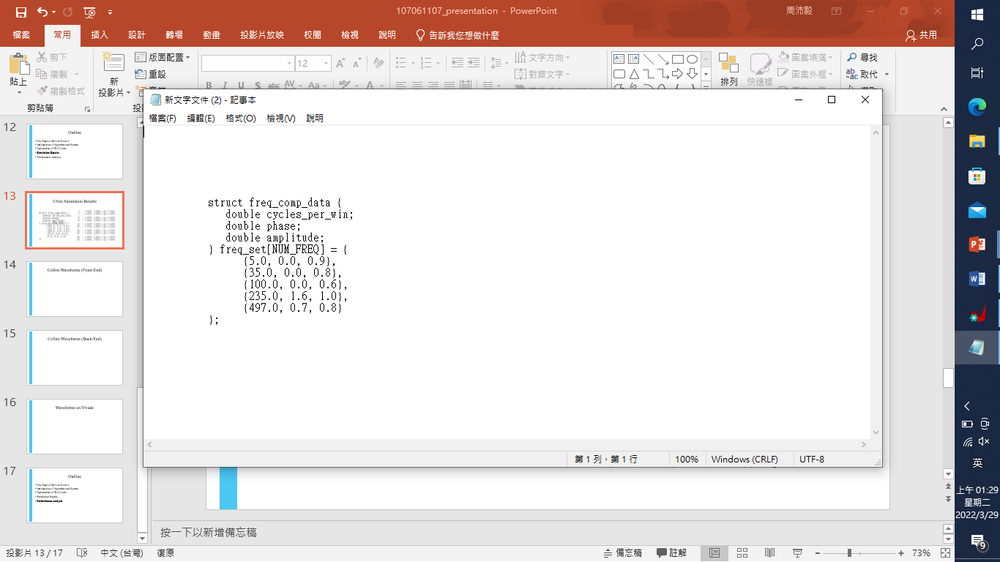 107061107_presentation - PowerPoint
周沛毅
檔案 常用 插入 設計 轉場 動畫 投影片放映 校閱 檢視 說明 告訴我您想做什麼 共用
貼上
剪下
複製
複製格式
剪貼簿
新
投影片
版面配置
重設
12
文字方向
對齊文字
排列
快速樣
圖案填滿
圖案外框
尋找
取代
新文字文件 (2) - 記事本
檔案(F) 編輯(E) 格式(O) 檢視(V) 說明
struct freq_comp_data {
double cycles_per_win;
double phase;
double amplitude;
} freq_set[NUM_FREQ] = {
{5.0, 0.0, 0.9},
{35.0, 0.0, 0.8},
{100.0, 0.0, 0.6},
{235.0, 1.6, 1.0},
{497.0, 0.7, 0.8}
};
第 1 列，第 1 行 100% Windows (CRLF) UTF-8
12
Outline
Simulation Results
Performance Analysis
13
CSim Simulation Results
14
CoSim Waveforms (Front-End)
15
CoSim Waveforms (Back-End)
16
Waveforms on Vivado
17
Outline
Simulation Results
Performance Analysis
按一下以新增備忘稿
投影片 13 / 17 中文 (台灣) 復原 備忘稿 註解 73%
英
上午 01:29
星期二
2022/3/29
9